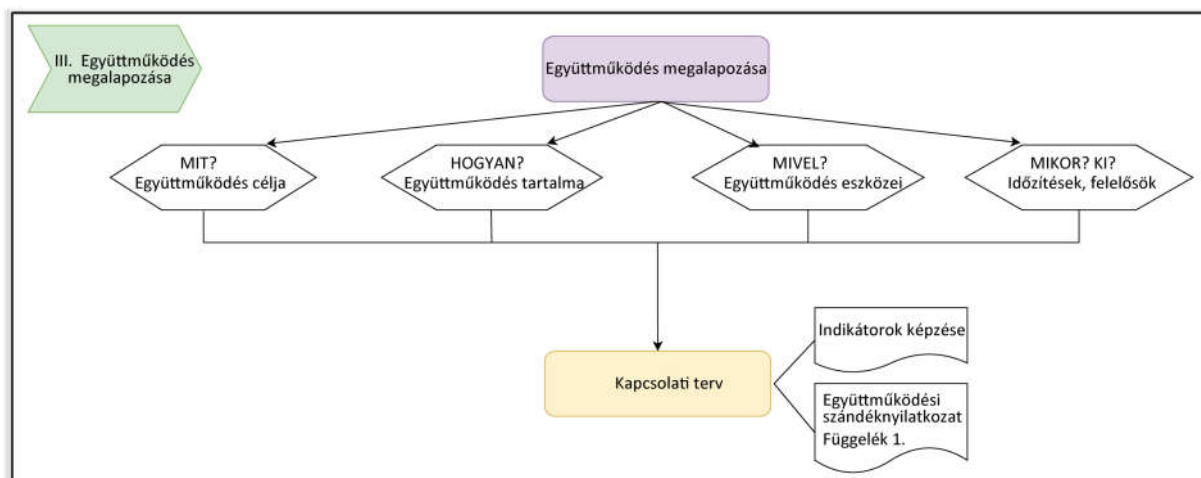 III. Együttműködés
megalapozása
Együttműködés megalapozása
MIT?
Együttműködés célja
HOGYAN?
Együttműködés tartalma
MIVEL?
Együttműködés eszközei
MIKOR? KI?
Időzítések, felelősök
Kapcsolati terv
Indikátorok képzése
Együttműködési
szándéknyilatkozat
Függelék 1.